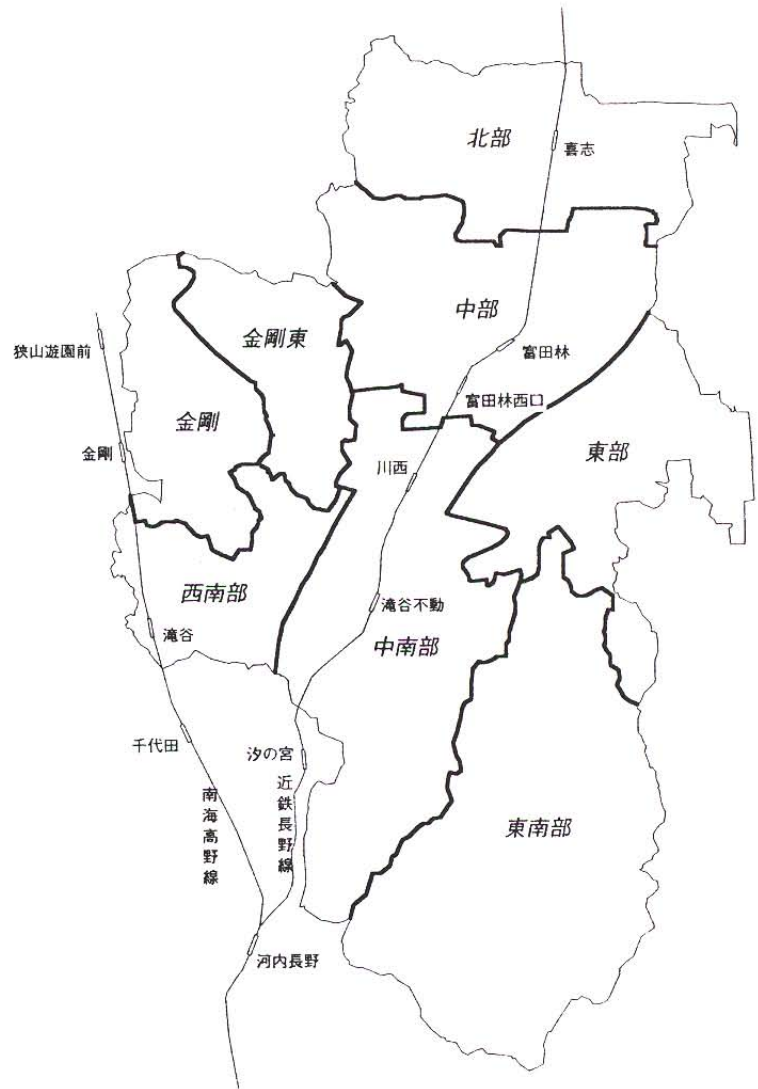 北部
喜志
中部
金剛東
狭山遊園前
富田林
富田林西口
金剛
東部
金剛
川西
西南部
滝谷不動
滝谷
中南部
千代田
汐の宮
南海高野線
近鉄長野線
東南部
河内長野